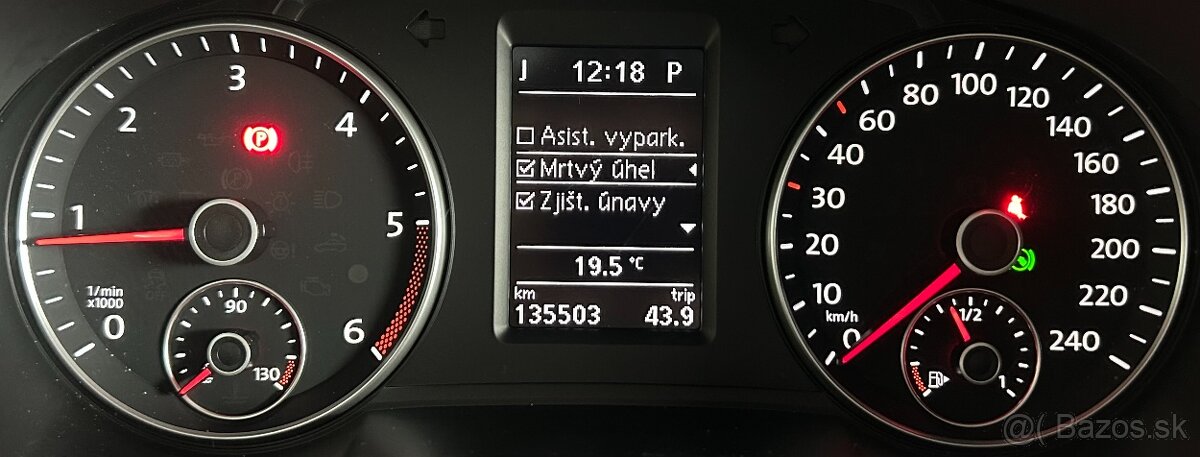 J 12:18 P
Asist. vypark.
Mrtvý úhel
Zjišt. únavy
19.5 °C
km trip
135503 43.9
0 1 2 3 4 5 6
1/min
x1000
90
130
P
0 10 20 30 40 60 80 100 120 140 160 180 200 220 240
km/h
1/2
1
@( Bazos.sk